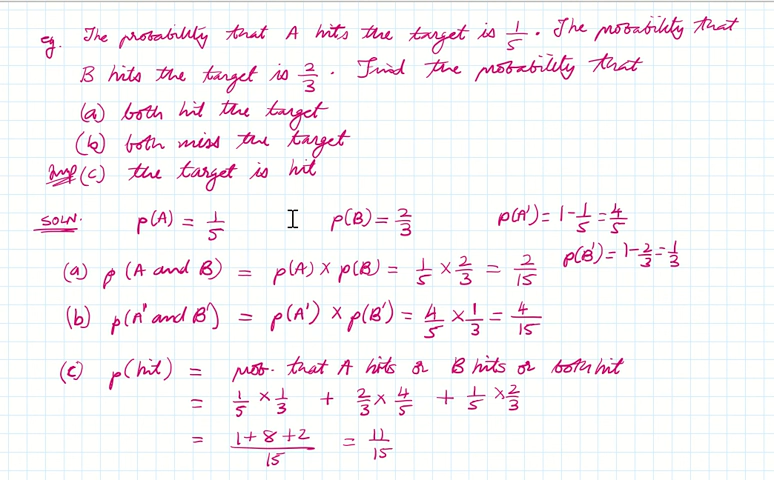 eg. The probability that A hits the target is 1/5. The probability that
B hits the target is 2/3. Find the probability that
(a) both hit the target
(b) both miss the target
Imp (c) the target is hit
SOLN. p(A) = 1/5 p(B) = 2/3 p(A') = 1 - 1/5 = 4/5
p(B') = 1 - 2/3 = 1/3
(a) p(A and B) = p(A) × p(B) = 1/5 × 2/3 = 2/15
(b) p(A' and B') = p(A') × p(B') = 4/5 × 1/3 = 4/15
(c) p(hit) = prob. that A hits or B hits or both hit
= 1/5 × 1/3 + 2/3 × 4/5 + 1/5 × 2/3
= (1 + 8 + 2)/15 = 11/15